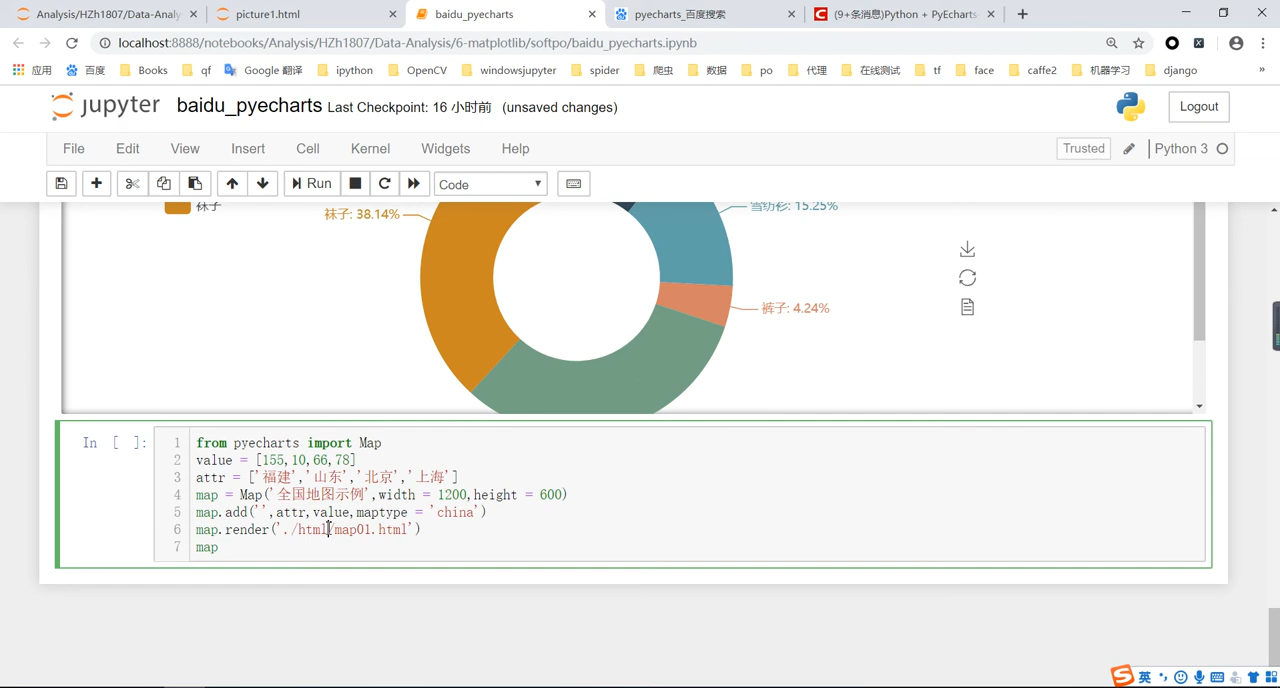 Analysis/HZh1807/Data-Analy
picture1.html
baidu_pyecharts
pyecharts_百度搜索
(9+条消息)Python + PyEcharts
localhost:8888/notebooks/Analysis/HZh1807/Data-Analysis/6-matplotlib/softpo/baidu_pyecharts.ipynb
应用 百度 Books qf Google 翻译 ipython OpenCV windowsjupyter spider 爬虫 数据 po 代理 在线测试 tf face caffe2 机器学习 django »
jupyter baidu_pyecharts Last Checkpoint: 16 小时前 (unsaved changes) Logout
File Edit View Insert Cell Kernel Widgets Help Trusted Python 3
Run Code
袜子
袜子: 38.14%
雪纺衫: 15.25%
裤子: 4.24%
In [ ]:
1 from pyecharts import Map
2 value = [155,10,66,78]
3 attr = ['福建','山东','北京','上海']
4 map = Map('全国地图示例',width = 1200,height = 600)
5 map.add('',attr,value,maptype = 'china')
6 map.render('./html/map01.html')
7 map
英